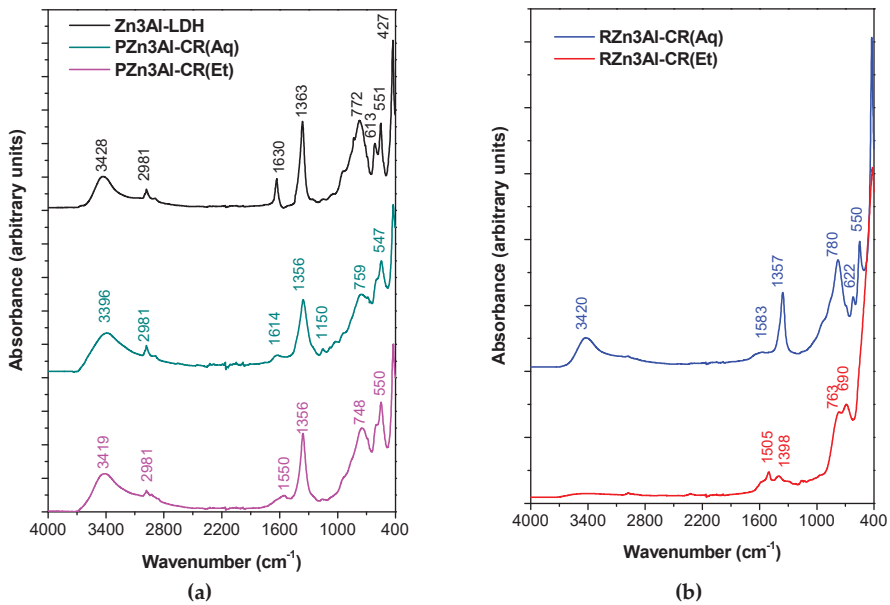 Zn3Al-LDH
PZn3Al-CR(Aq)
PZn3Al-CR(Et)
427
3428
2981
1630
1363
772
613
551
3396
2981
1614
1356
1150
759
547
3419
2981
1550
1356
748
550
Absorbance (arbitrary units)
4000 3400 2800 2200 1600 1000 400
Wavenumber (cm-1)
(a)
RZn3Al-CR(Aq)
RZn3Al-CR(Et)
3420
1583
1357
780
622
550
1505
1398
763
690
Absorbance (arbitrary units)
4000 3400 2800 2200 1600 1000 400
Wavenumber (cm-1)
(b)